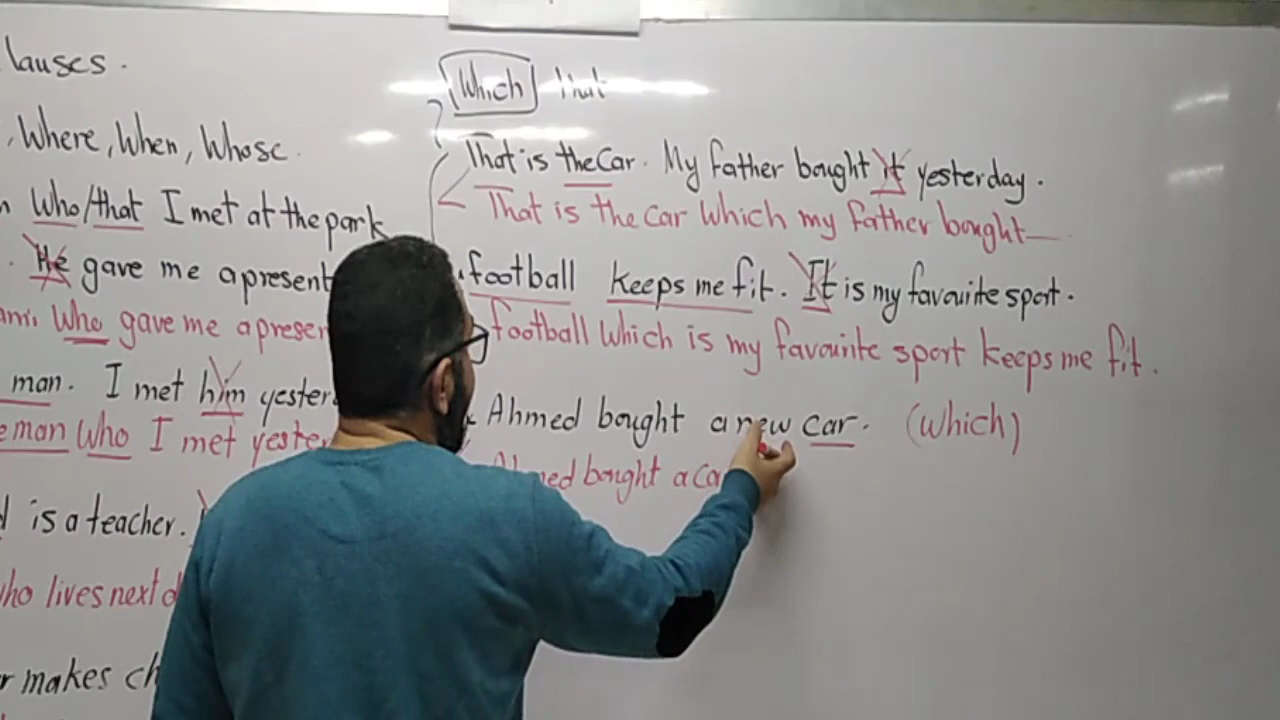 lauses.
, Where, When, Whose.
Who/that I met at the park
. He gave me a present
Who gave me a presen
man. I met him yester
e man who I met yester
is a teacher.
who lives next d
r makes ch
Which that
That is the Car. My father bought it yesterday.
That is the car which my father bought
football keeps me fit. It is my favourite sport.
football which is my favourite sport keeps me fit.
Ahmed bought a new car. (which)
Ahmed bought a ca